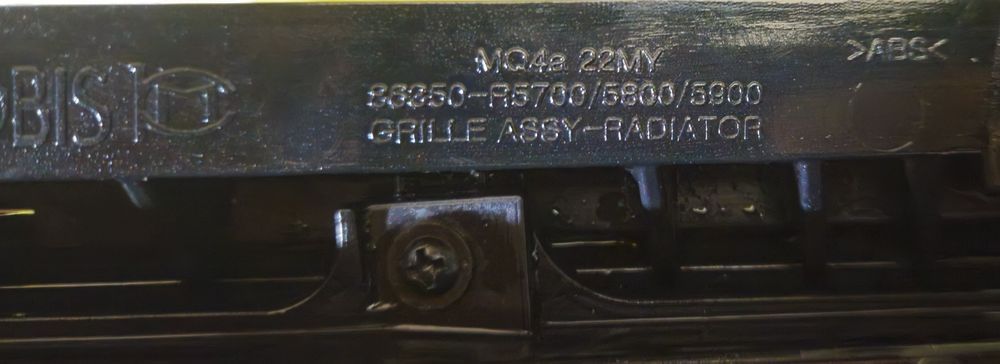 MQ4a 22MY
86350-R5700/5800/5900
GRILLE ASSY-RADIATOR
>ABS<